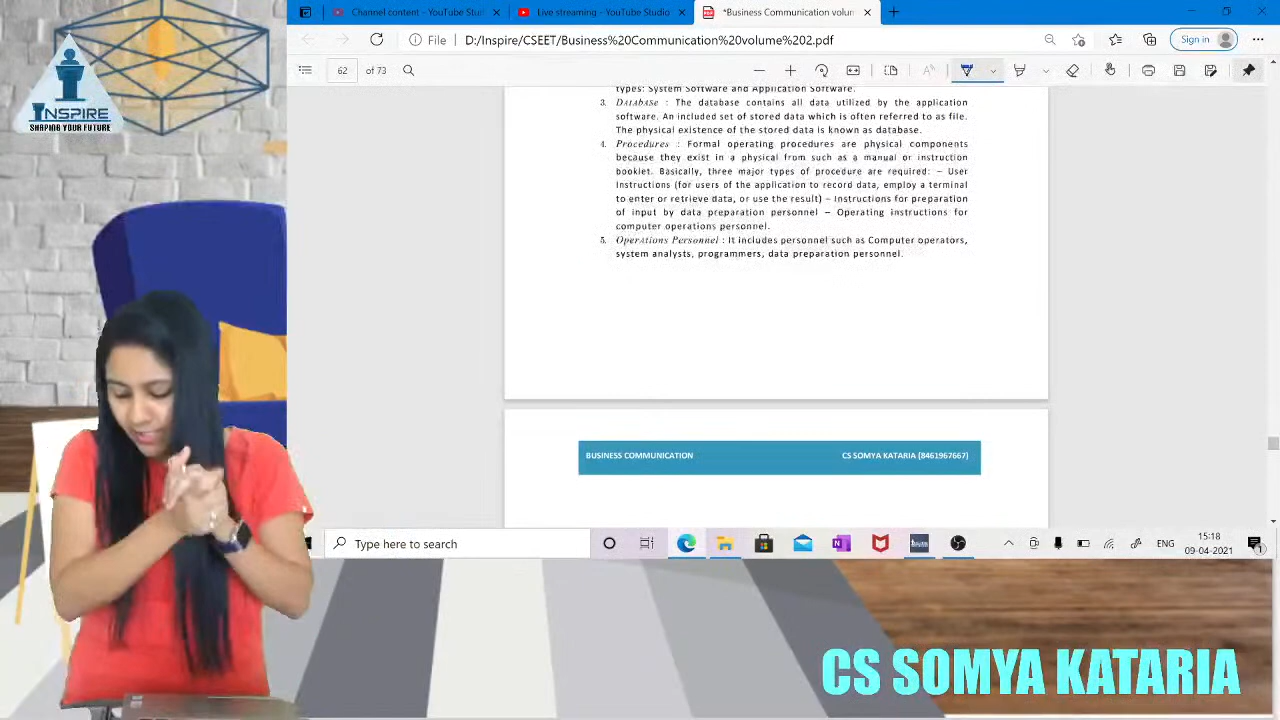 Channel content - YouTube Studi
Live streaming - YouTube Studio
*Business Communication volum
File
D:/Inspire/CSEET/Business%20Communication%20volume%202.pdf
Sign in
62 of 73
INSPIRE
SHAPING YOUR FUTURE
types: System Software and Application Software.
3. DATABASE : The database contains all data utilized by the application
software. An included set of stored data which is often referred to as file.
The physical existence of the stored data is known as database.
4. Procedures : Formal operating procedures are physical components
because they exist in a physical from such as a manual or instruction
booklet. Basically, three major types of procedure are required: – User
Instructions (for users of the application to record data, employ a terminal
to enter or retrieve data, or use the result) – Instructions for preparation
of input by data preparation personnel – Operating instructions for
computer operations personnel.
5. Operations Personnel : It includes personnel such as Computer operators,
system analysts, programmers, data preparation personnel.
BUSINESS COMMUNICATION
CS SOMYA KATARIA (8461967667)
Type here to search
ENG
15:18
09-04-2021
CS SOMYA KATARIA